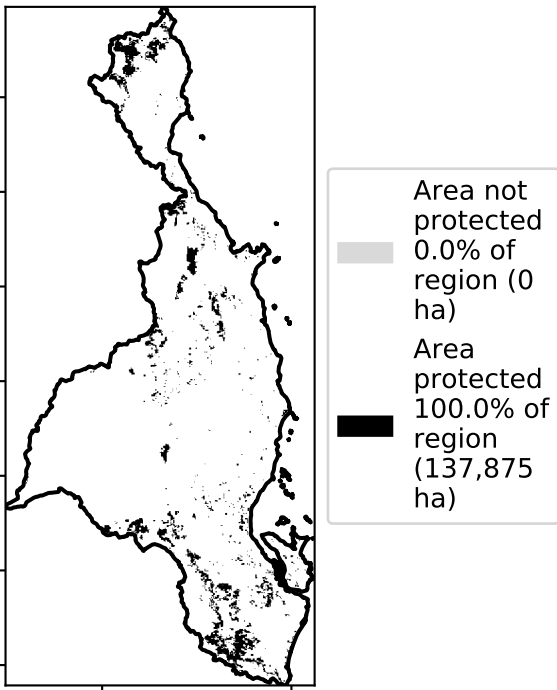 Area not
protected
0.0% of
region (0
ha)
Area
protected
100.0% of
region
(137,875
ha)